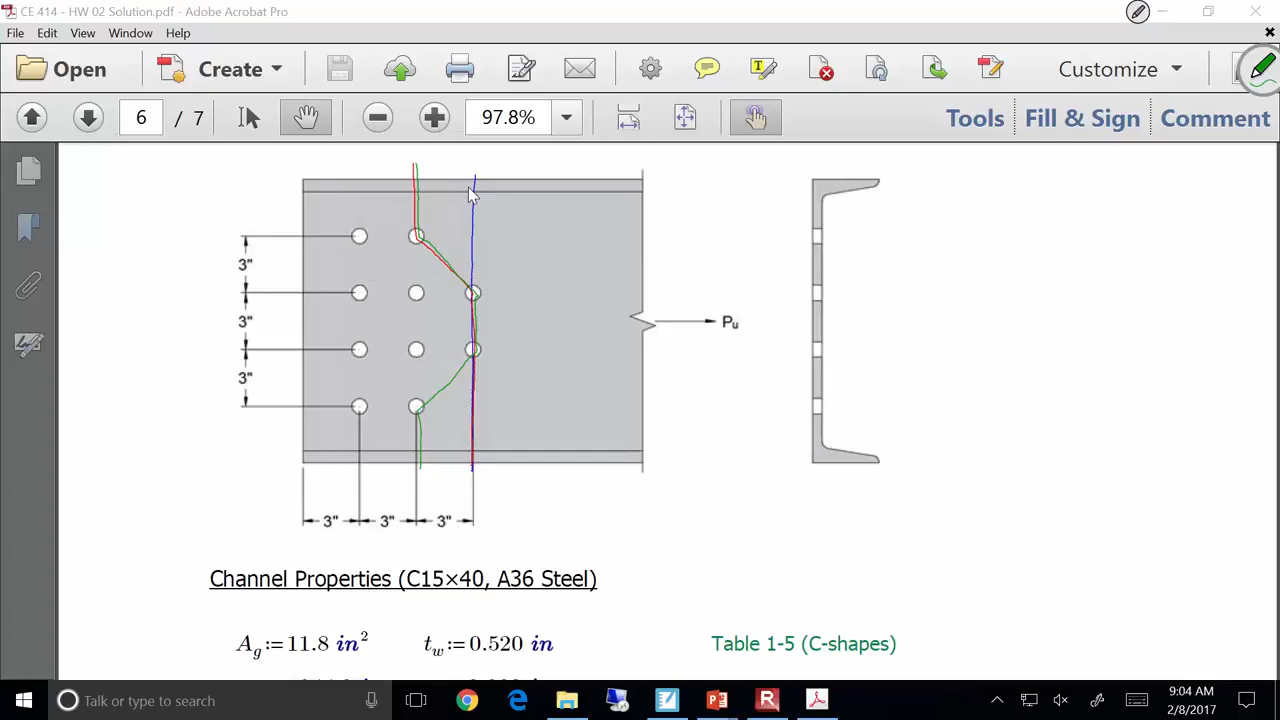 CE 414 - HW 02 Solution.pdf - Adobe Acrobat Pro
File Edit View Window Help
Open Create Customize
6 / 7 97.8% Tools Fill & Sign Comment
3"
3"
3"
Pu
3" 3" 3"
Channel Properties (C15×40, A36 Steel)
Ag:=11.8 in² tw:=0.520 in Table 1-5 (C-shapes)
Talk or type to search
9:04 AM
2/8/2017